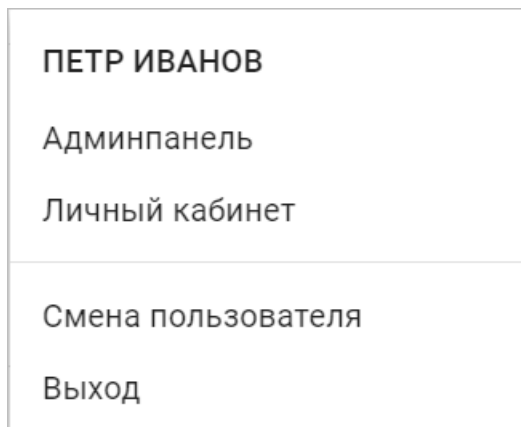 ПЕТР ИВАНОВ
Админпанель
Личный кабинет
Смена пользователя
Выход